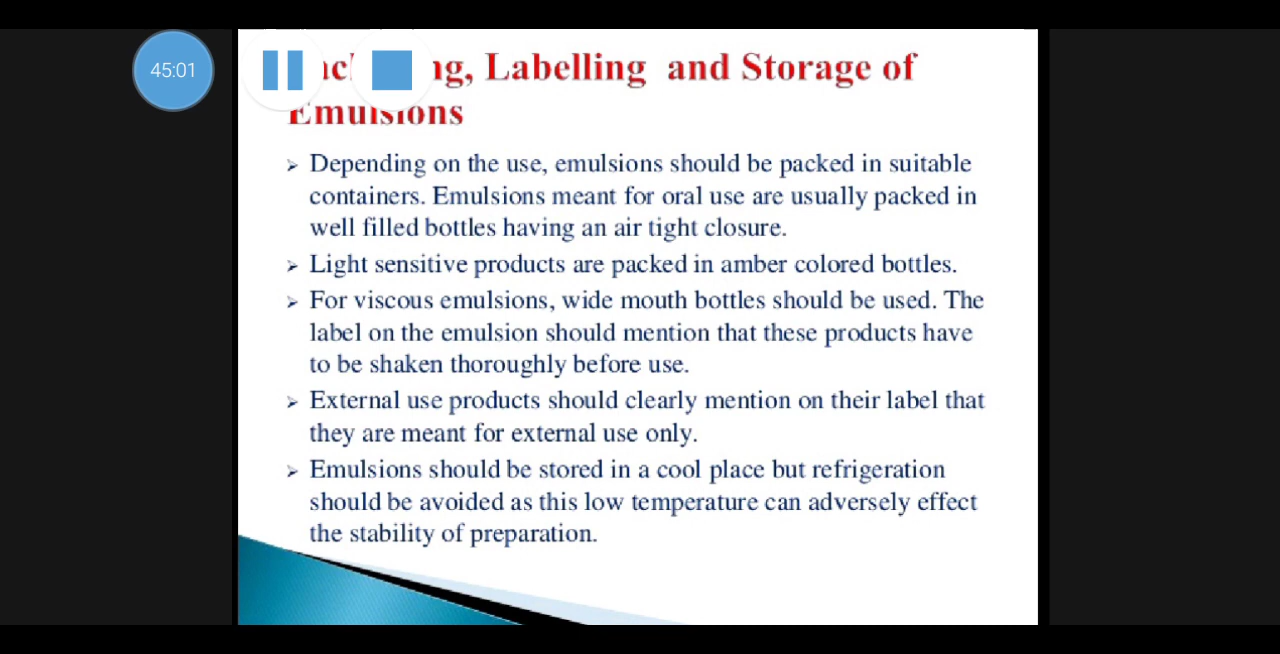 45:01
Labelling and Storage of
Emulsions
➢ Depending on the use, emulsions should be packed in suitable
containers. Emulsions meant for oral use are usually packed in
well filled bottles having an air tight closure.
➢ Light sensitive products are packed in amber colored bottles.
➢ For viscous emulsions, wide mouth bottles should be used. The
label on the emulsion should mention that these products have
to be shaken thoroughly before use.
➢ External use products should clearly mention on their label that
they are meant for external use only.
➢ Emulsions should be stored in a cool place but refrigeration
should be avoided as this low temperature can adversely effect
the stability of preparation.